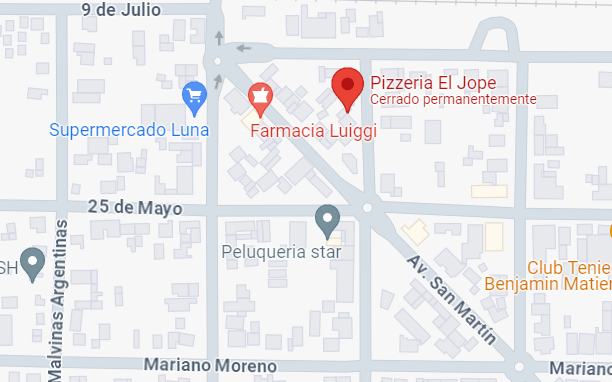 9 de Julio
Pizzeria El Jope
Cerrado permanentemente
Supermercado Luna
Farmacia Luiggi
25 de Mayo
Peluqueria star
SH
Malvinas Argentinas
Av. San Martín
Club Tenie
Benjamin Matien
Mariano Moreno
Mariano